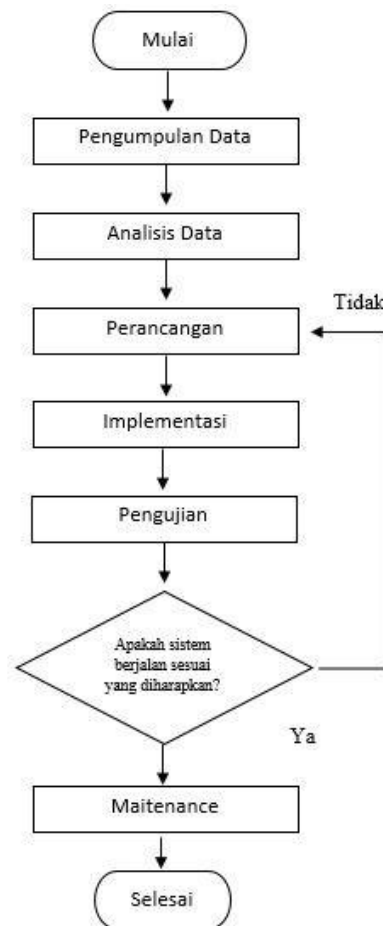 Mulai
Pengumpulan Data
Analisis Data
Tidak
Perancangan
Implementasi
Pengujian
Apakah sistem
berjalan sesuai
yang diharapkan?
Ya
Maitenance
Selesai